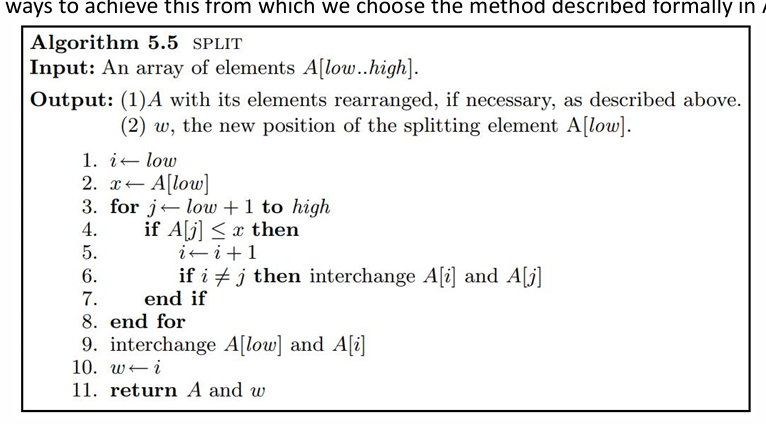 ways to achieve this from which we choose the method described formally in
Algorithm 5.5 SPLIT
Input: An array of elements A[low..high].
Output: (1)A with its elements rearranged, if necessary, as described above.
(2) w, the new position of the splitting element A[low].
1. i ← low
2. x ← A[low]
3. for j ← low + 1 to high
4. if A[j] ≤ x then
5. i ← i + 1
6. if i ≠ j then interchange A[i] and A[j]
7. end if
8. end for
9. interchange A[low] and A[i]
10. w ← i
11. return A and w